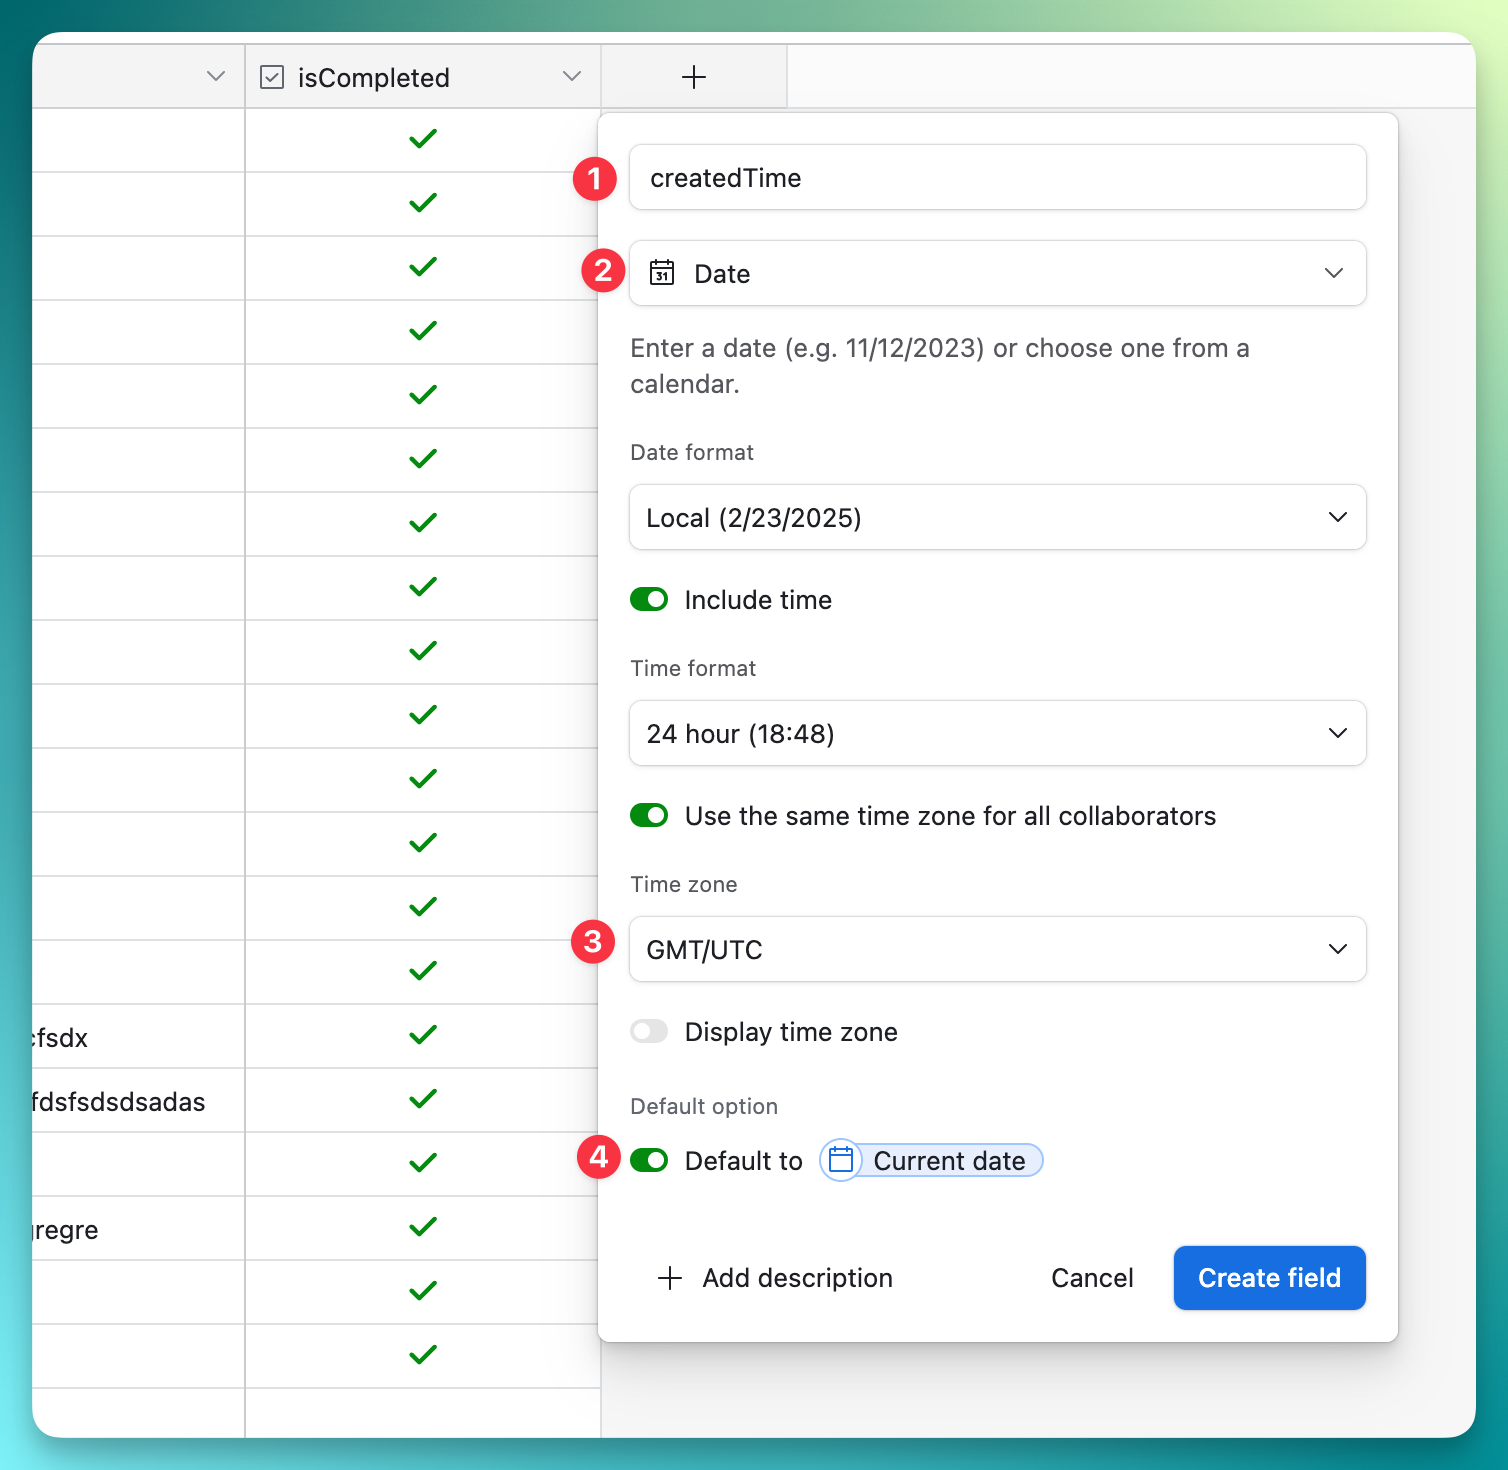 isCompleted
1
createdTime
2
31
Date
Enter a date (e.g. 11/12/2023) or choose one from a
calendar.
Date format
Local (2/23/2025)
Include time
Time format
24 hour (18:48)
Use the same time zone for all collaborators
Time zone
3
GMT/UTC
Display time zone
cfsdx
fdsfsdsdsadas
Default option
4
Default to Current date
gregre
Add description
Cancel
Create field